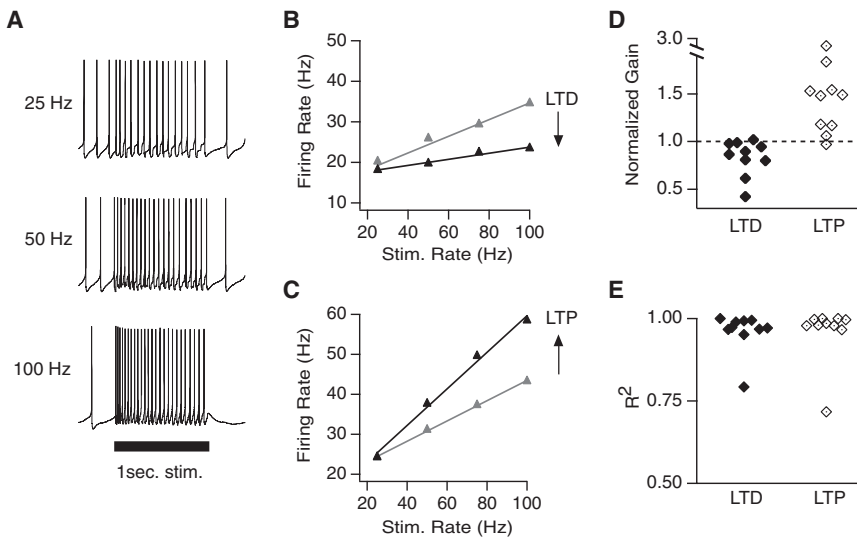 A
25 Hz
50 Hz
100 Hz
1sec. stim.
B
50
40
30
20
10
Firing Rate (Hz)
LTD
20 40 60 80 100
Stim. Rate (Hz)
C
60
50
40
30
20
Firing Rate (Hz)
LTP
20 40 60 80 100
Stim. Rate (Hz)
D
3.0
1.5
1.0
0.5
Normalized Gain
LTD LTP
E
1.00
0.75
0.50
R2
LTD LTP